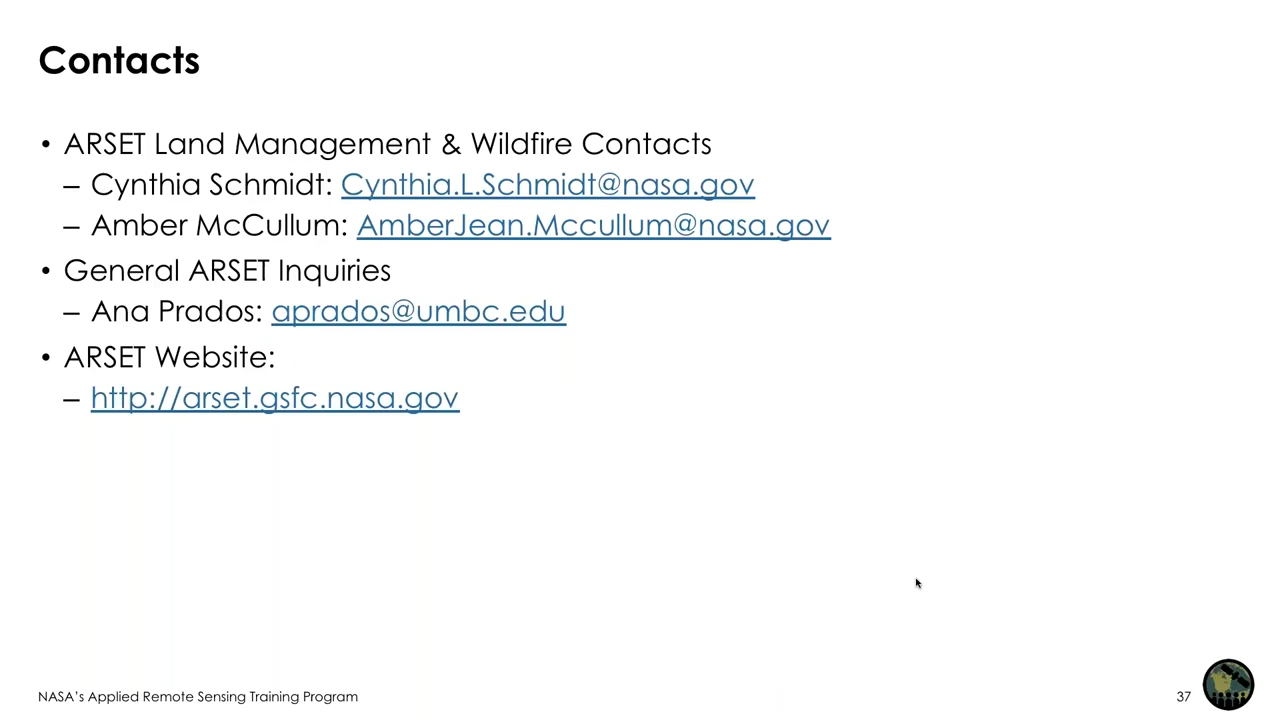 Contacts
• ARSET Land Management & Wildfire Contacts
– Cynthia Schmidt: Cynthia.L.Schmidt@nasa.gov
– Amber McCullum: AmberJean.Mccullum@nasa.gov
• General ARSET Inquiries
– Ana Prados: aprados@umbc.edu
• ARSET Website:
– http://arset.gsfc.nasa.gov
NASA's Applied Remote Sensing Training Program
37